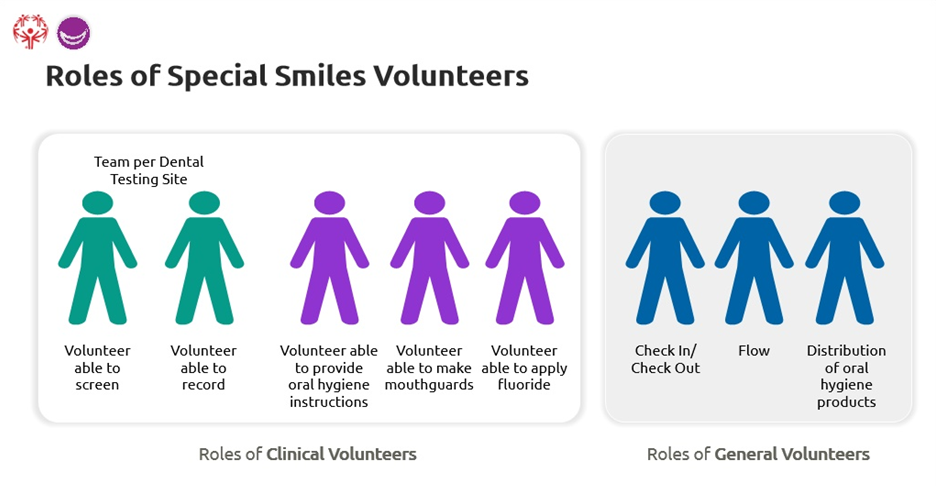 Roles of Special Smiles Volunteers
Team per Dental
Testing Site
Volunteer
able to
screen
Volunteer
able to
record
Volunteer able
to provide
oral hygiene
instructions
Volunteer
able to make
mouthguards
Volunteer
able to apply
fluoride
Check In/
Check Out
Flow
Distribution
of oral
hygiene
products
Roles of Clinical Volunteers
Roles of General Volunteers